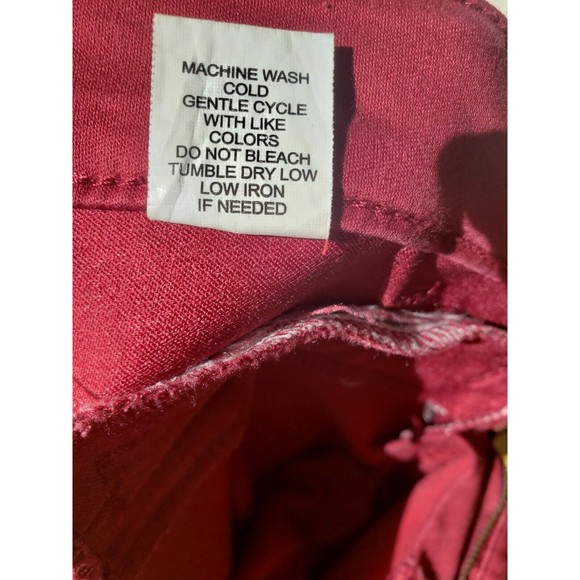 MACHINE WASH
COLD
GENTLE CYCLE
WITH LIKE
COLORS
DO NOT BLEACH
TUMBLE DRY LOW
LOW IRON
IF NEEDED